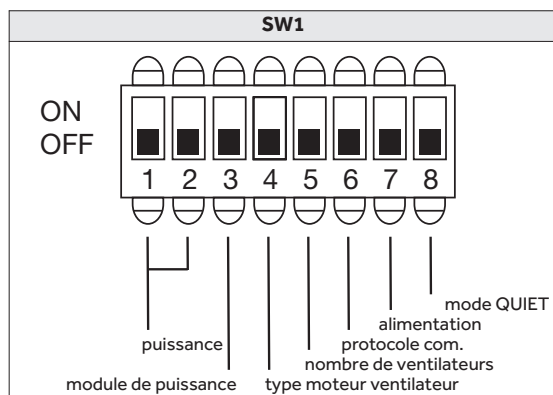 SW1
ON
OFF
1 2 3 4 5 6 7 8
mode QUIET
alimentation
puissance protocole com.
nombre de ventilateurs
module de puissance type moteur ventilateur